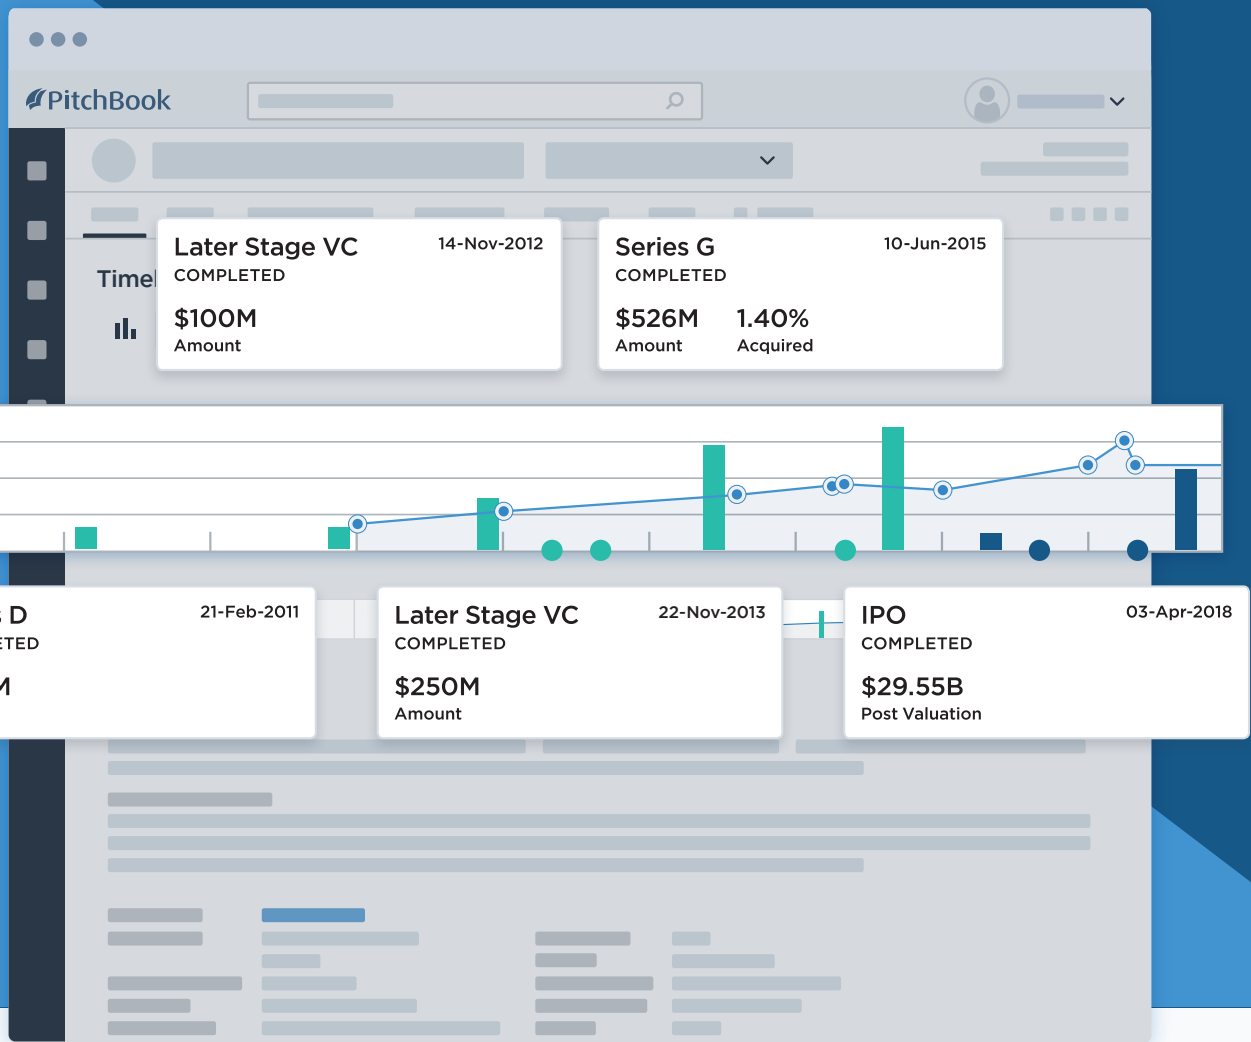 PitchBook
Later Stage VC 14-Nov-2012
COMPLETED
$100M
Amount
Series G 10-Jun-2015
COMPLETED
$526M 1.40%
Amount Acquired
D 21-Feb-2011
Later Stage VC 22-Nov-2013
COMPLETED
$250M
Amount
IPO 03-Apr-2018
COMPLETED
$29.55B
Post Valuation